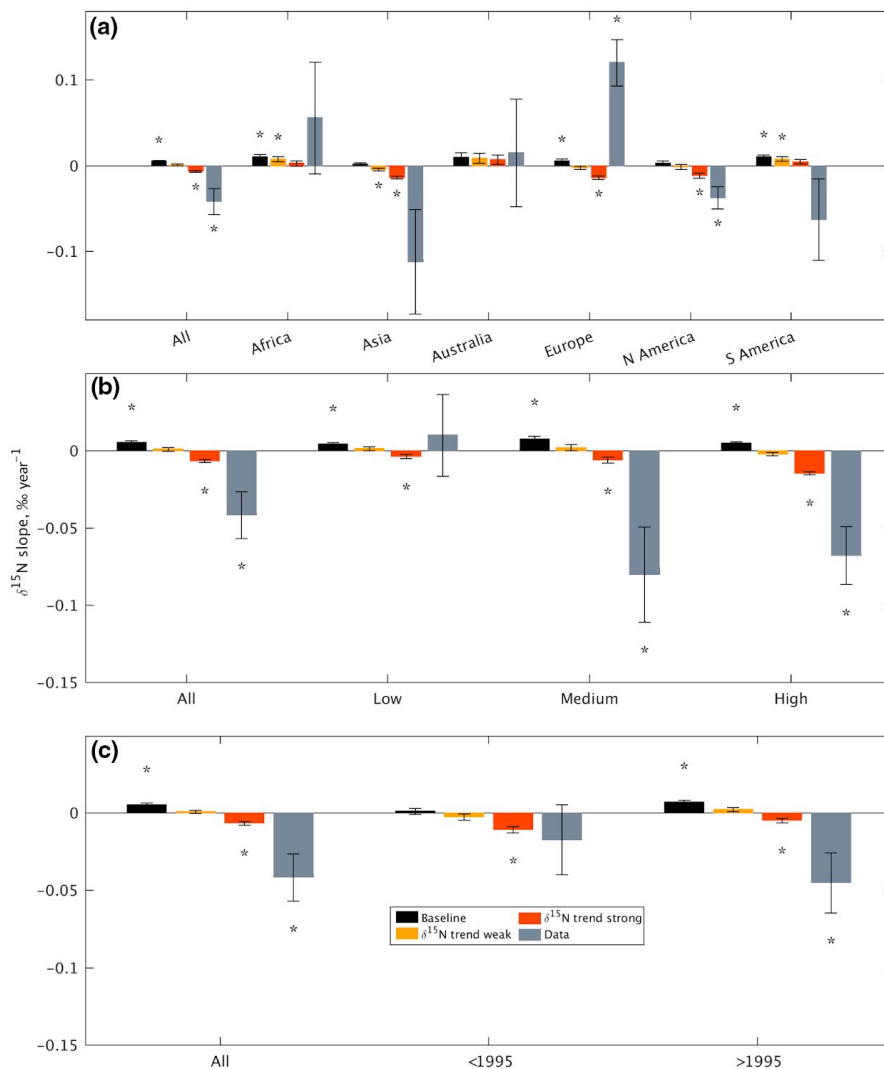 (a)
*
*
*
*
*
*
*
*
*
*
*
*
*
*
0.1
0
−0.1
All
Africa
Asia
Australia
Europe
N America
S America
(b)
*
*
*
*
*
*
*
*
*
*
*
0
−0.05
−0.1
−0.15
All
Low
Medium
High
δ¹⁵N slope, ‰ year⁻¹
(c)
*
*
*
*
*
*
*
0
−0.05
−0.1
−0.15
Baseline
δ¹⁵N trend strong
δ¹⁵N trend weak
Data
All
<1995
>1995